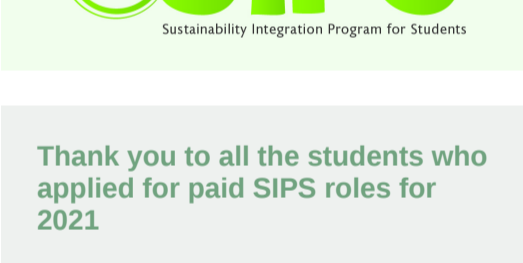 SIPS
Sustainability Integration Program for Students
Thank you to all the students who
applied for paid SIPS roles for
2021